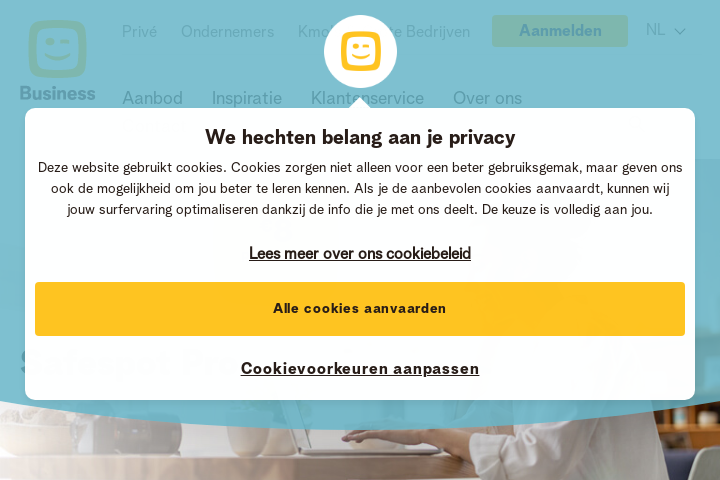 Privé Ondernemers Bedrijven Aanmelden NL
Business
Aanbod Inspiratie Klantenservice Over ons
We hechten belang aan je privacy
Deze website gebruikt cookies. Cookies zorgen niet alleen voor een beter gebruiksgemak, maar geven ons
ook de mogelijkheid om jou beter te leren kennen. Als je de aanbevolen cookies aanvaardt, kunnen wij
jouw surfervaring optimaliseren dankzij de info die je met ons deelt. De keuze is volledig aan jou.
Lees meer over ons cookiebeleid
Alle cookies aanvaarden
Cookievoorkeuren aanpassen